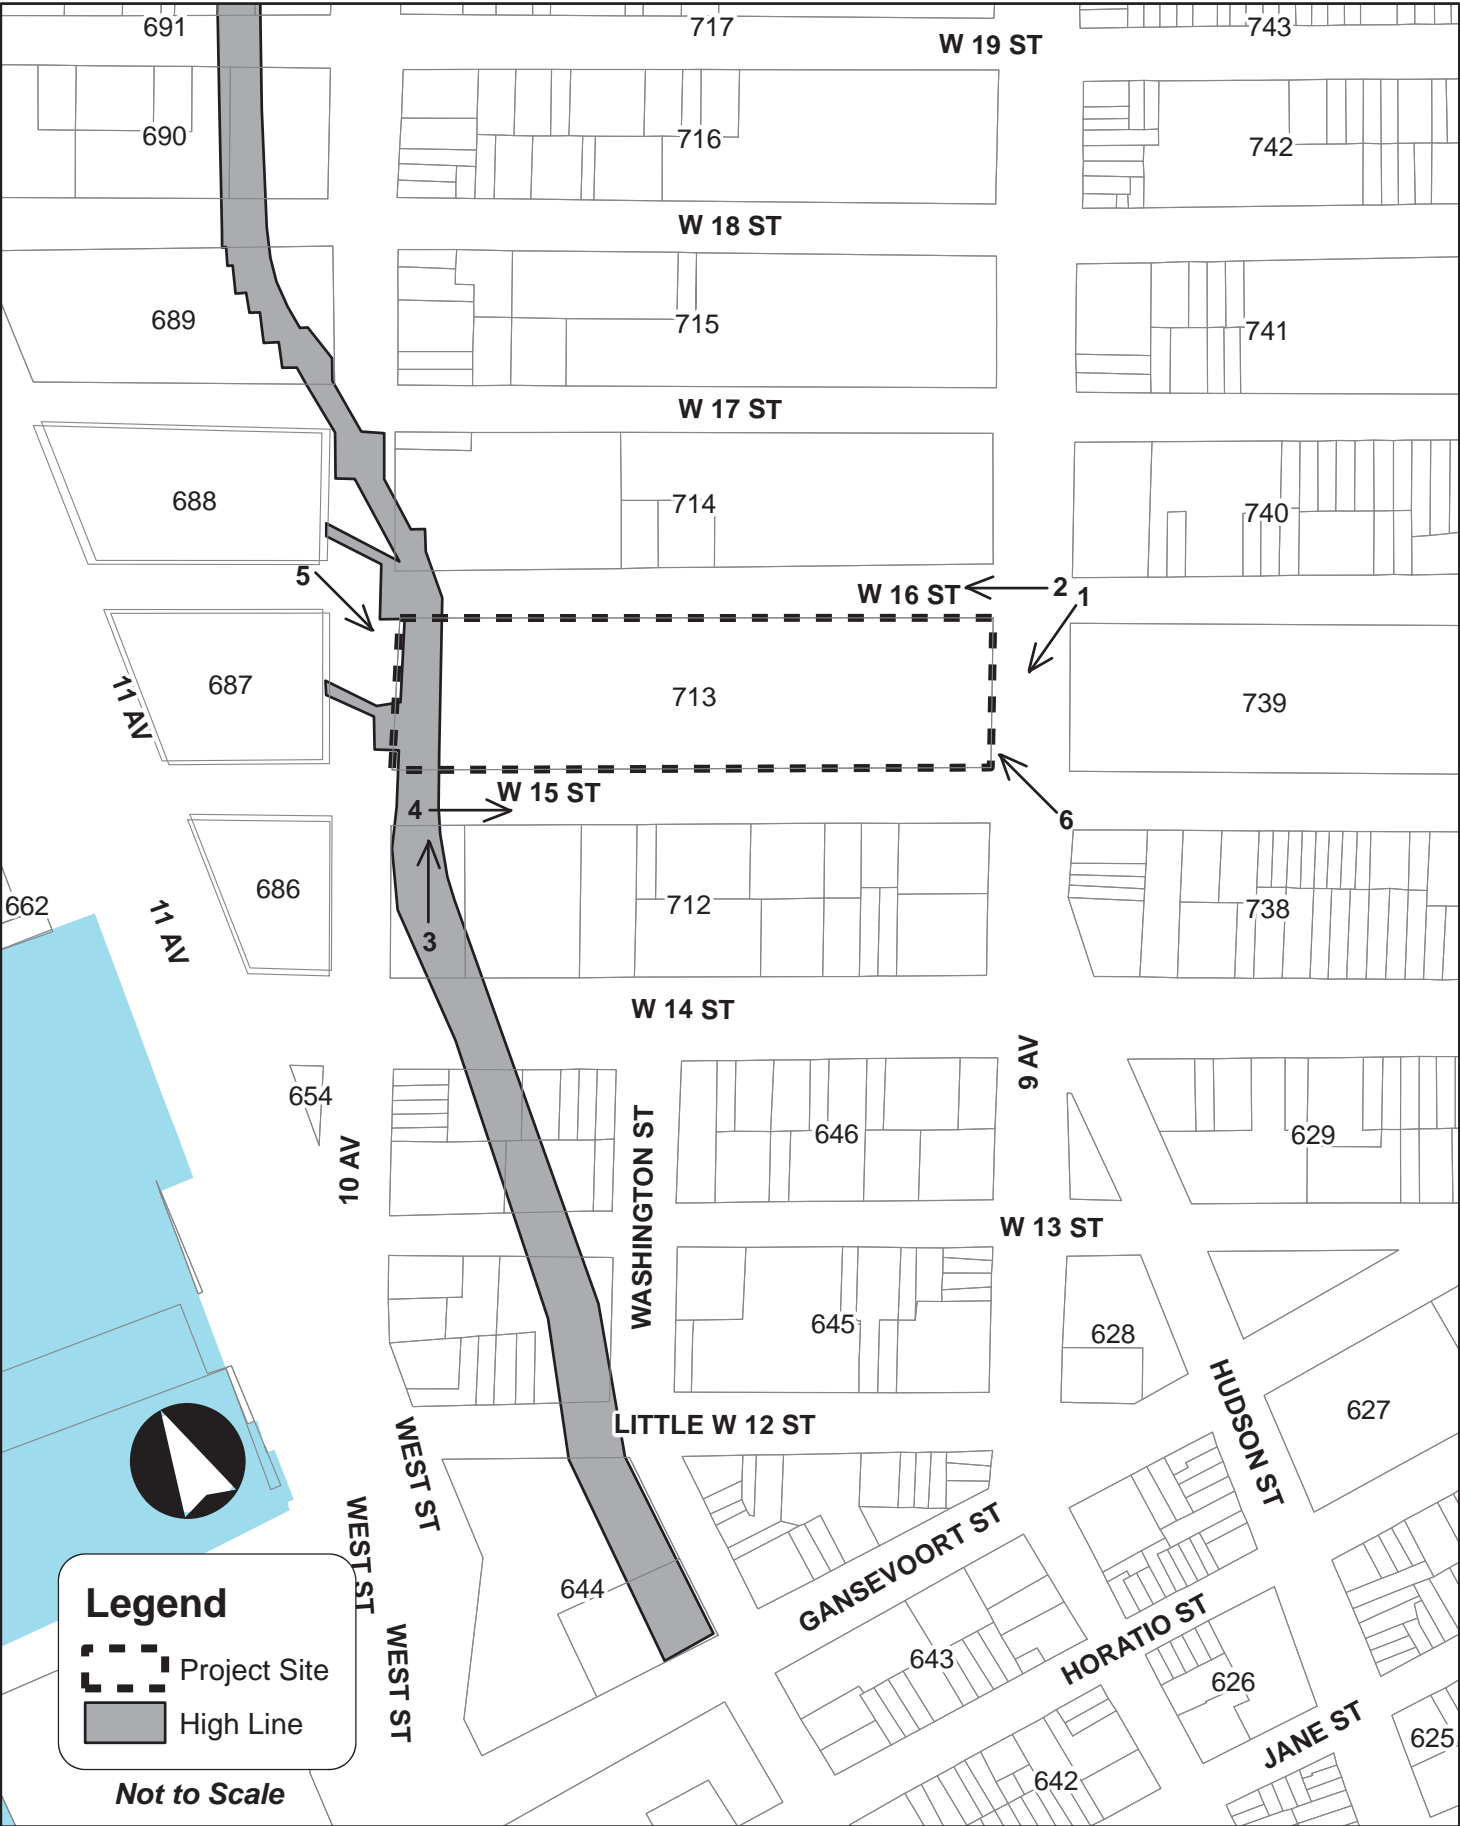 691
717
743
W 19 ST
690
716
742
W 18 ST
689
715
741
W 17 ST
688
714
740
5
W 16 ST
2
1
687
713
739
11 AV
W 15 ST
4
6
686
712
738
662
11 AV
3
W 14 ST
9 AV
654
646
629
10 AV
WASHINGTON ST
W 13 ST
645
628
HUDSON ST
627
LITTLE W 12 ST
WEST ST
WEST ST
GANSEVOORT ST
644
HORATIO ST
643
626
WEST ST
JANE ST
625
642
Legend
Project Site
High Line
Not to Scale